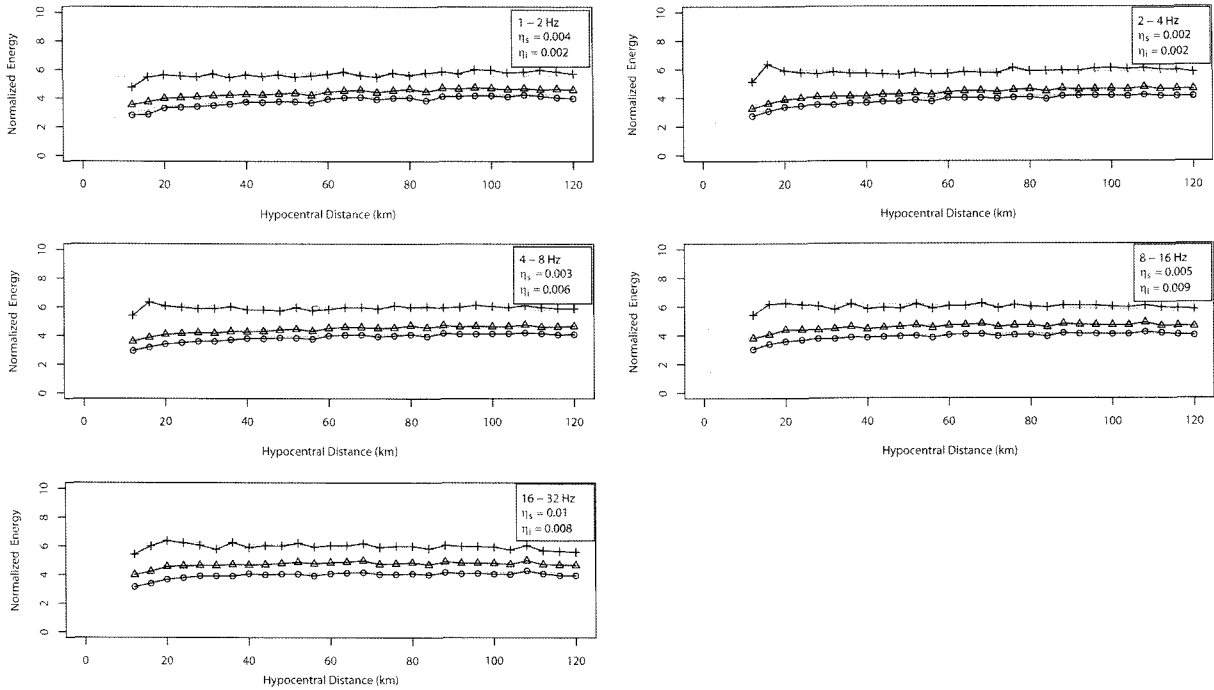 Normalized Energy
10
8
6
4
2
0
1 – 2 Hz
ηs = 0.004
ηi = 0.002
0 20 40 60 80 100 120
Hypocentral Distance (km)
Normalized Energy
10
8
6
4
2
0
2 – 4 Hz
ηs = 0.002
ηi = 0.002
0 20 40 60 80 100 120
Hypocentral Distance (km)
Normalized Energy
10
8
6
4
2
0
4 – 8 Hz
ηs = 0.003
ηi = 0.006
0 20 40 60 80 100 120
Hypocentral Distance (km)
Normalized Energy
10
8
6
4
2
0
8 – 16 Hz
ηs = 0.005
ηi = 0.009
0 20 40 60 80 100 120
Hypocentral Distance (km)
Normalized Energy
10
8
6
4
2
0
16 – 32 Hz
ηs = 0.01
ηi = 0.008
0 20 40 60 80 100 120
Hypocentral Distance (km)